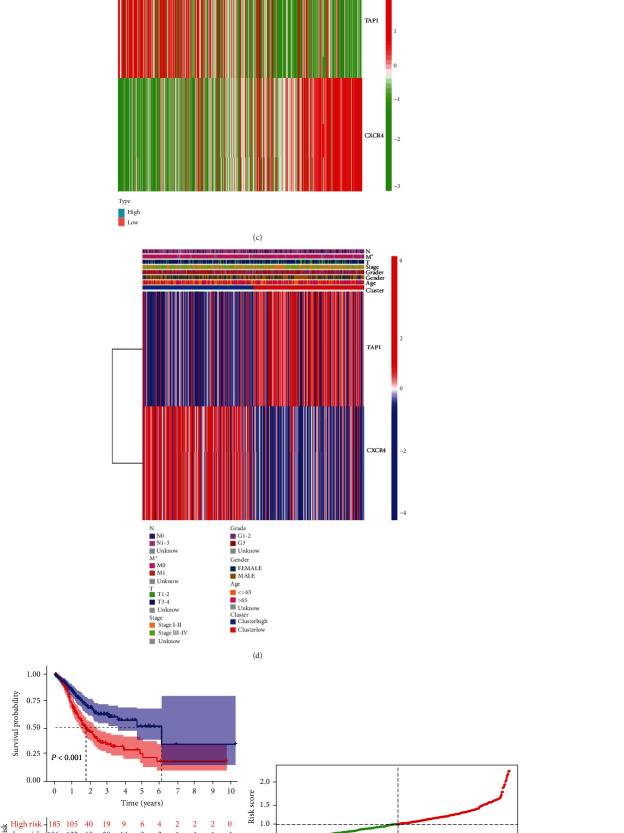 TAP1
1
0
−1
CXCR4
−2
−3
Type
High
Low
(c)
N
M*
T
Stage
Grader
Gender
Age
Cluster
TAP1
2
0
CXCR4
−2
−4
N
N0
N1-3
Unknow
M*
M0
M1
Unknow
T
T1-2
T3-4
Unknow
Stage
Stage I-II
Stage III-IV
Unknow
Grade
G1-2
G3
Unknow
Gender
FEMALE
MALE
Age
<=65
>65
Unknow
Cluster
Clusterhigh
Clusterlow
(d)
Survival probability
1.00
0.75
0.50
0.25
0.00
P < 0.001
0 1 2 3 4 5 6 7 8 9 10
Time (years)
High risk 185 105 40 19 9 6 4 2 2 2 0
Risk score
2.0
1.5
1.0